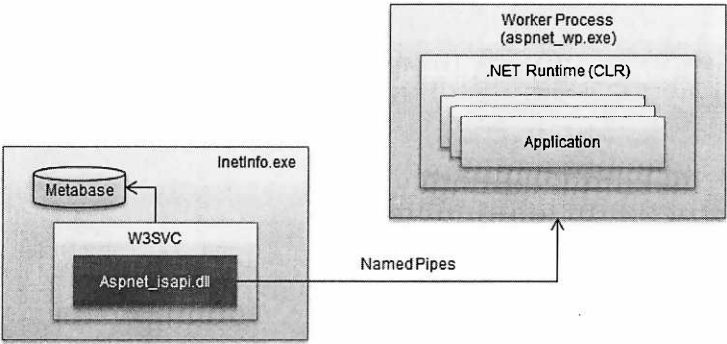 Worker Process
(aspnet_wp.exe)
.NET Runtime (CLR)
Application
InetInfo.exe
Metabase
W3SVC
Aspnet_isapi.dll
Named Pipes